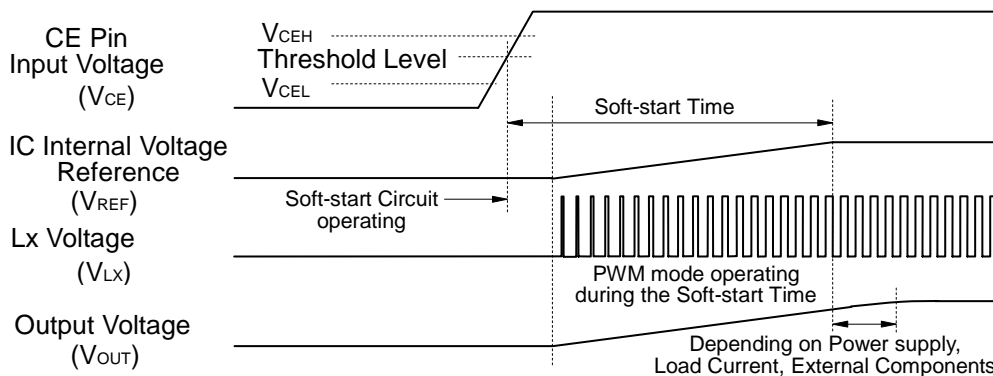 CE Pin
Input Voltage
(VCE)
VCEH
Threshold Level
VCEL
Soft-start Time
IC Internal Voltage
Reference
(VREF)
Soft-start Circuit
operating
Lx Voltage
(VLX)
PWM mode operating
during the Soft-start Time
Output Voltage
(VOUT)
Depending on Power supply,
Load Current, External Components